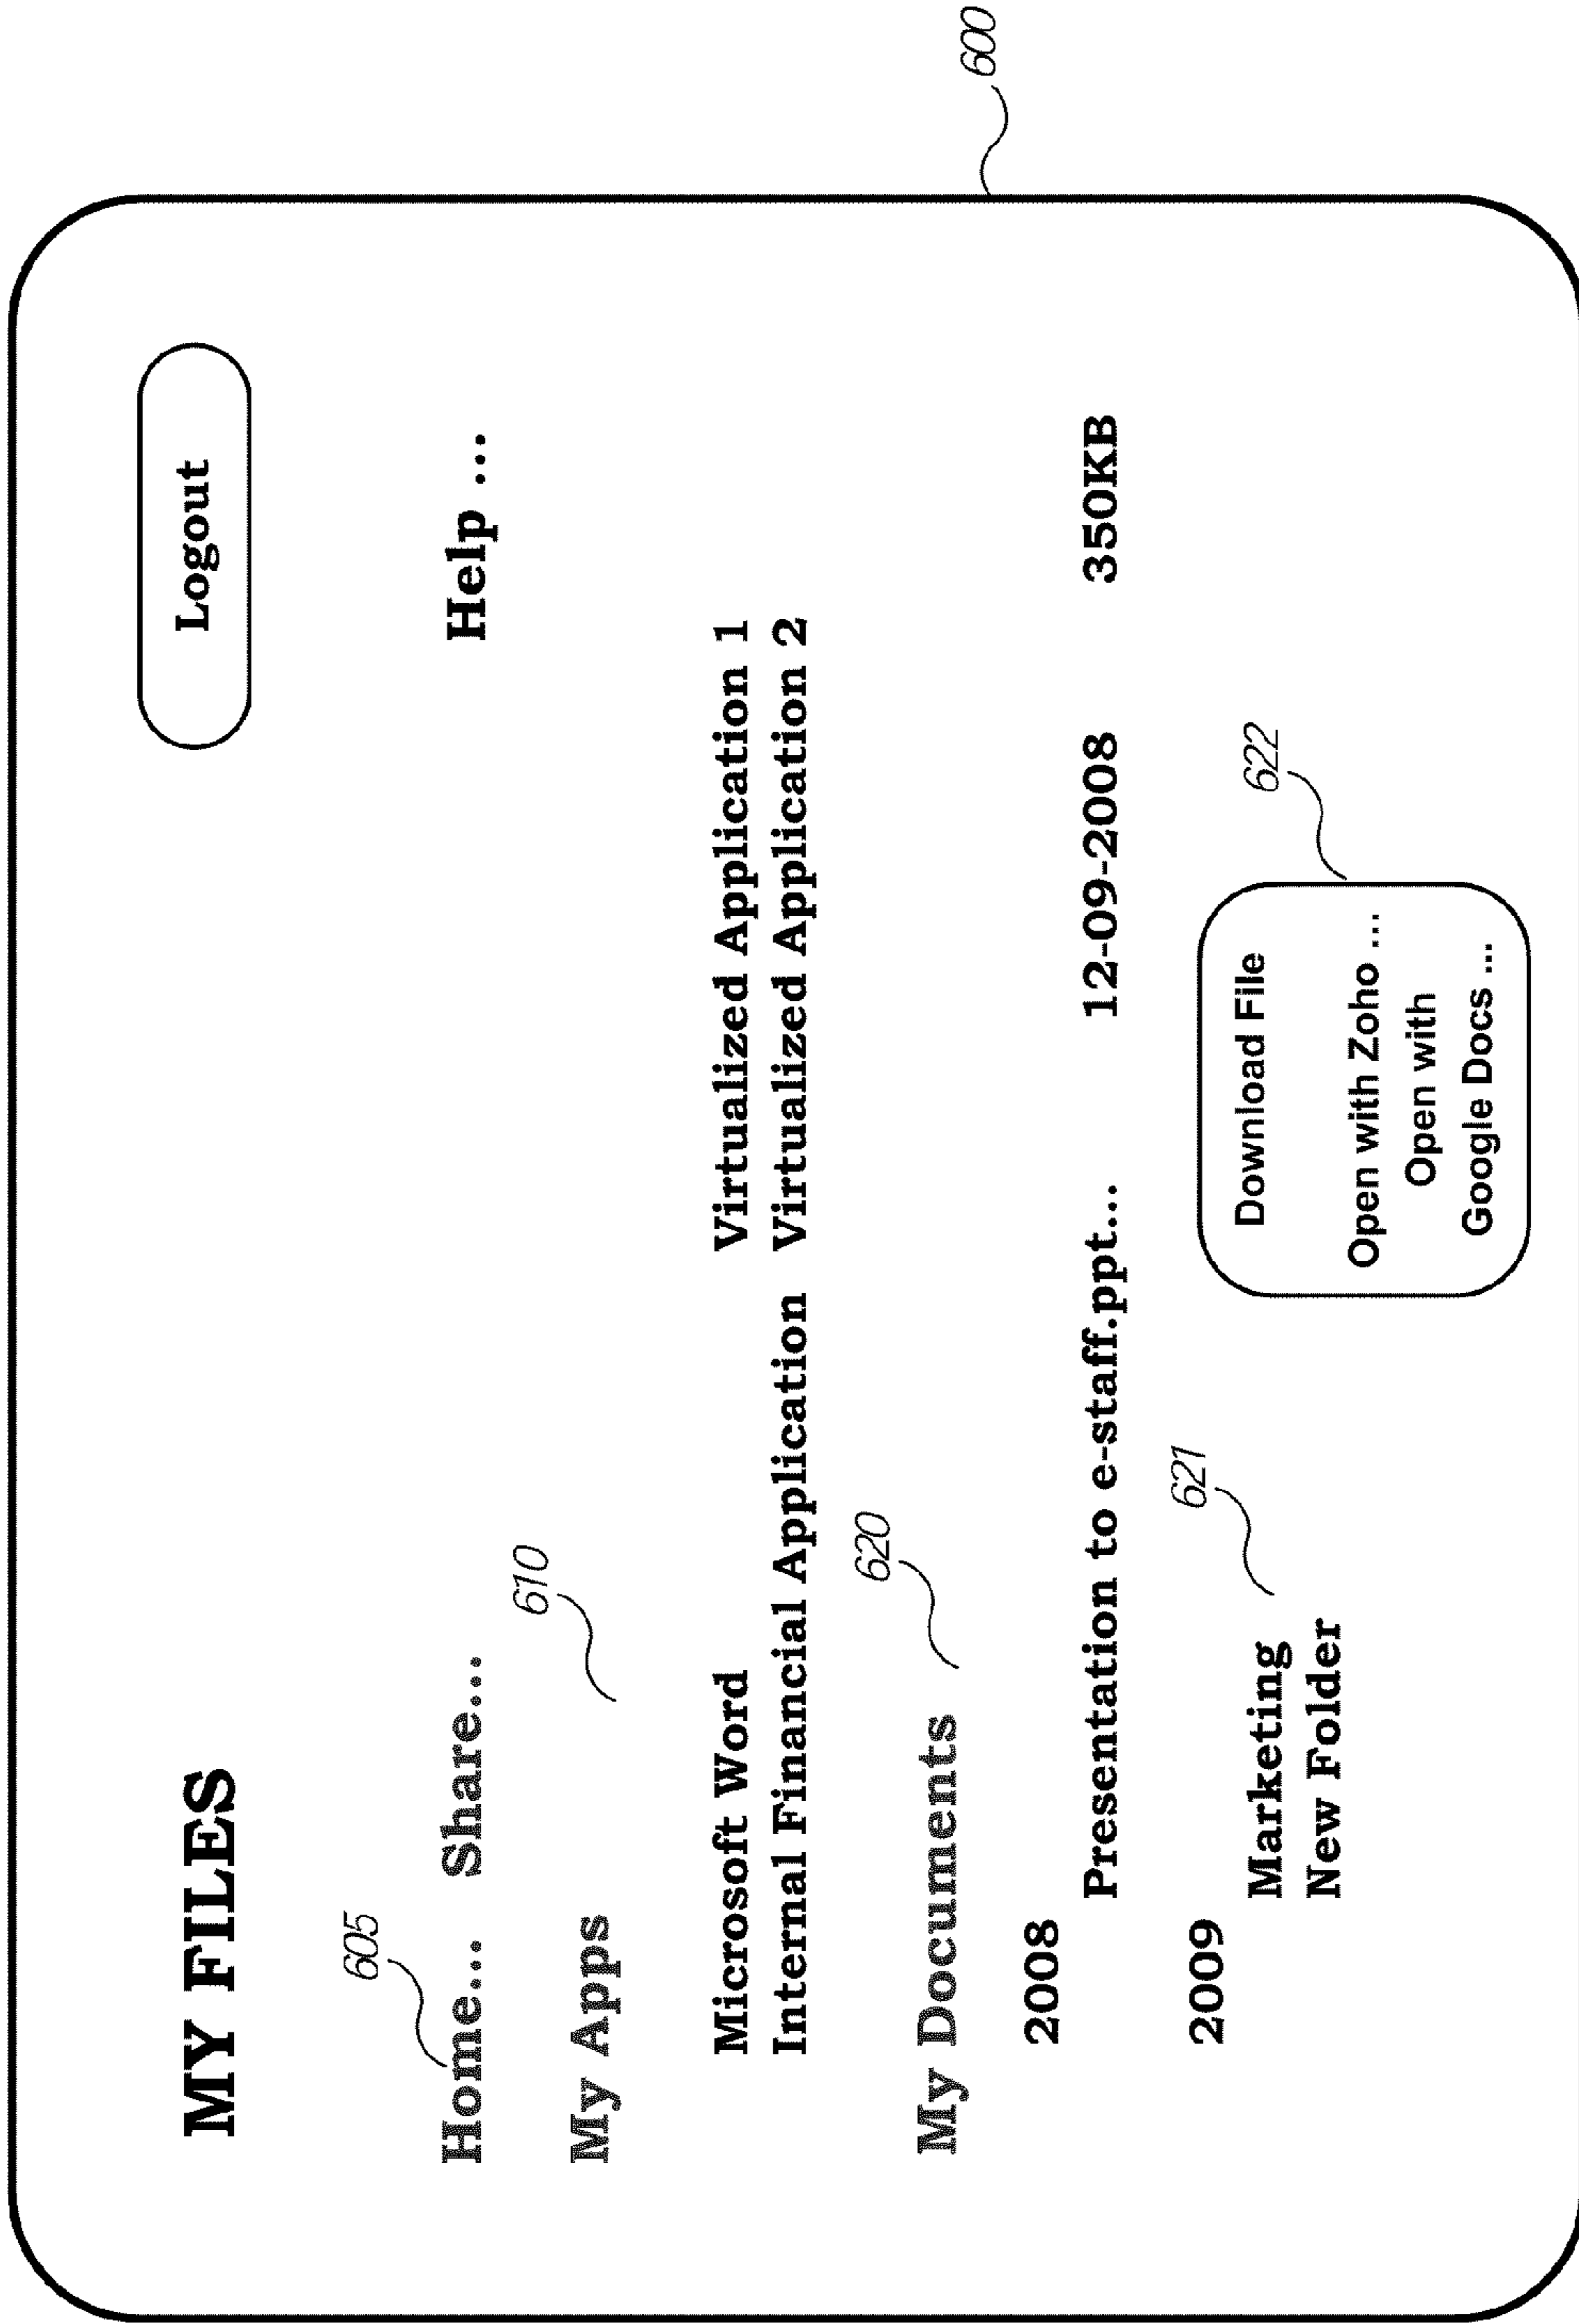 MY FILES Logout
605
Home... Share... Help ...
610
My Apps
Microsoft Word Virtualized Application 1
Internal Financial Application Virtualized Application 2
620
My Documents
2008
Presentation to e-staff.ppt... 12-09-2008 350KB
600
2009
621
622
Marketing
New Folder
Download File
Open with Zoho ...
Open with
Google Docs ...